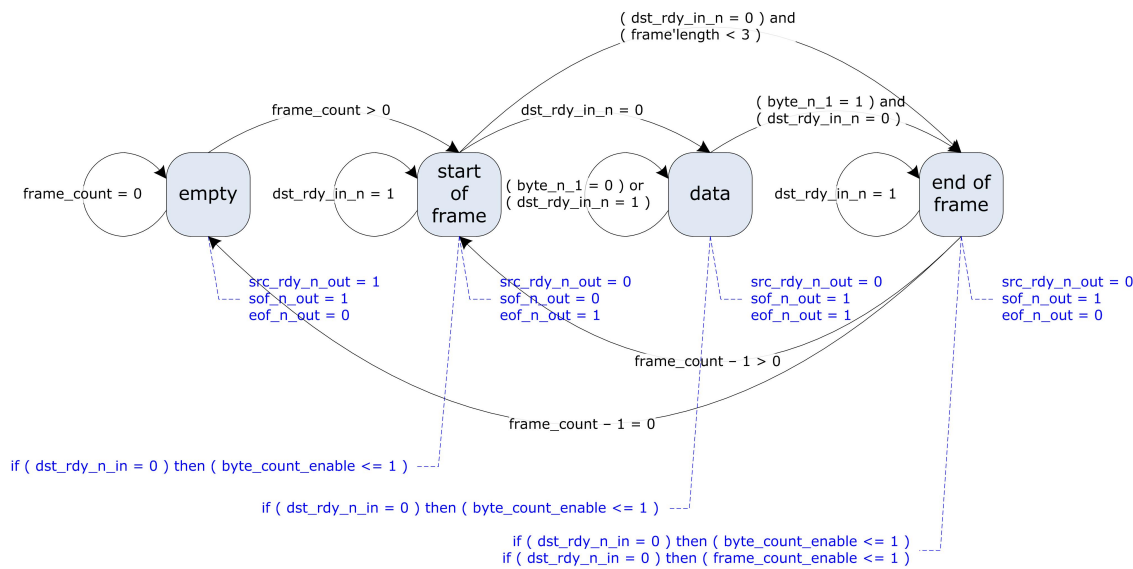 ( dst_rdy_in_n = 0 ) and
( frame'length < 3 )
frame_count > 0
dst_rdy_in_n = 0
( byte_n_1 = 1 ) and
( dst_rdy_in_n = 0 )
frame_count = 0
empty
dst_rdy_in_n = 1
start
of
frame
( byte_n_1 = 0 ) or
( dst_rdy_in_n = 1 )
data
dst_rdy_in_n = 1
end of
frame
src_rdy_n_out = 1
sof_n_out = 1
eof_n_out = 0
src_rdy_n_out = 0
sof_n_out = 0
eof_n_out = 1
src_rdy_n_out = 0
sof_n_out = 1
eof_n_out = 1
src_rdy_n_out = 0
sof_n_out = 1
eof_n_out = 0
frame_count – 1 > 0
frame_count – 1 = 0
if ( dst_rdy_n_in = 0 ) then ( byte_count_enable <= 1 )
if ( dst_rdy_n_in = 0 ) then ( byte_count_enable <= 1 )
if ( dst_rdy_n_in = 0 ) then ( byte_count_enable <= 1 )
if ( dst_rdy_n_in = 0 ) then ( frame_count_enable <= 1 )